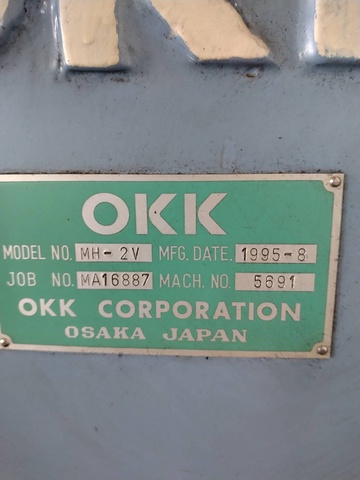 OKK
MODEL NO. MH-2V MFG. DATE. 1995-8
JOB NO. MA16887 MACH. NO. 5691
OKK CORPORATION
OSAKA JAPAN